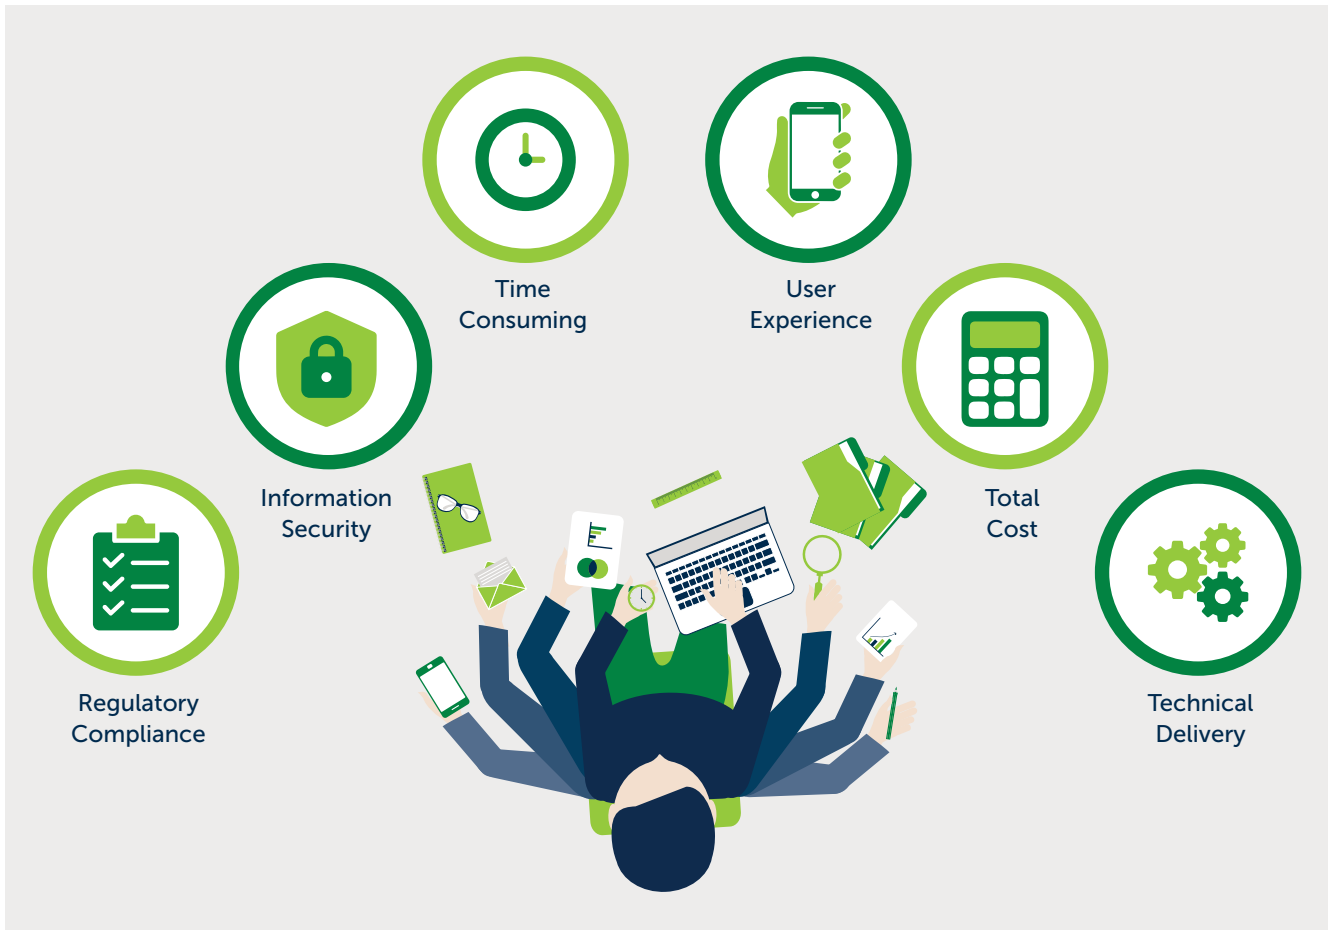 Time
Consuming
User
Experience
Information
Security
Total
Cost
Regulatory
Compliance
Technical
Delivery